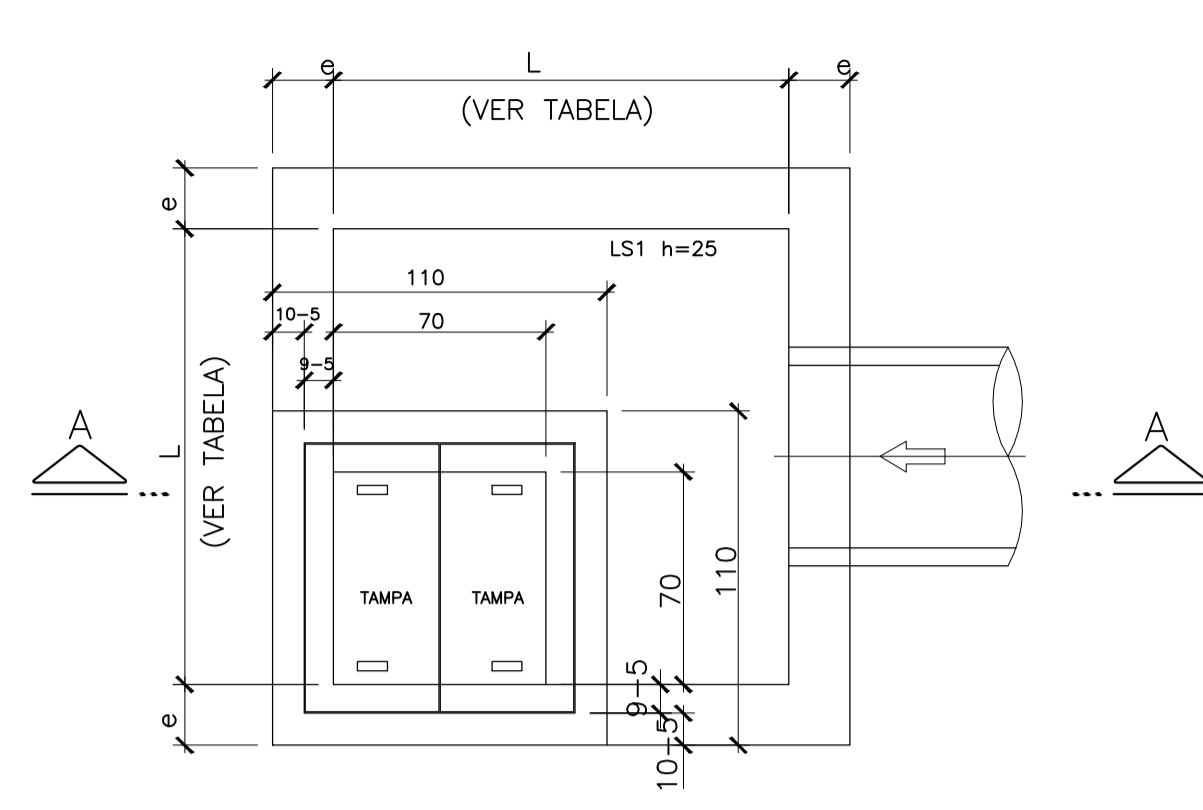 e
L
e
(VER TABELA)
e
LS1 h=25
110
10-5
70
9-5
A
L
(VER TABELA)
A
70
110
TAMPA
TAMPA
9-5
e
10-5